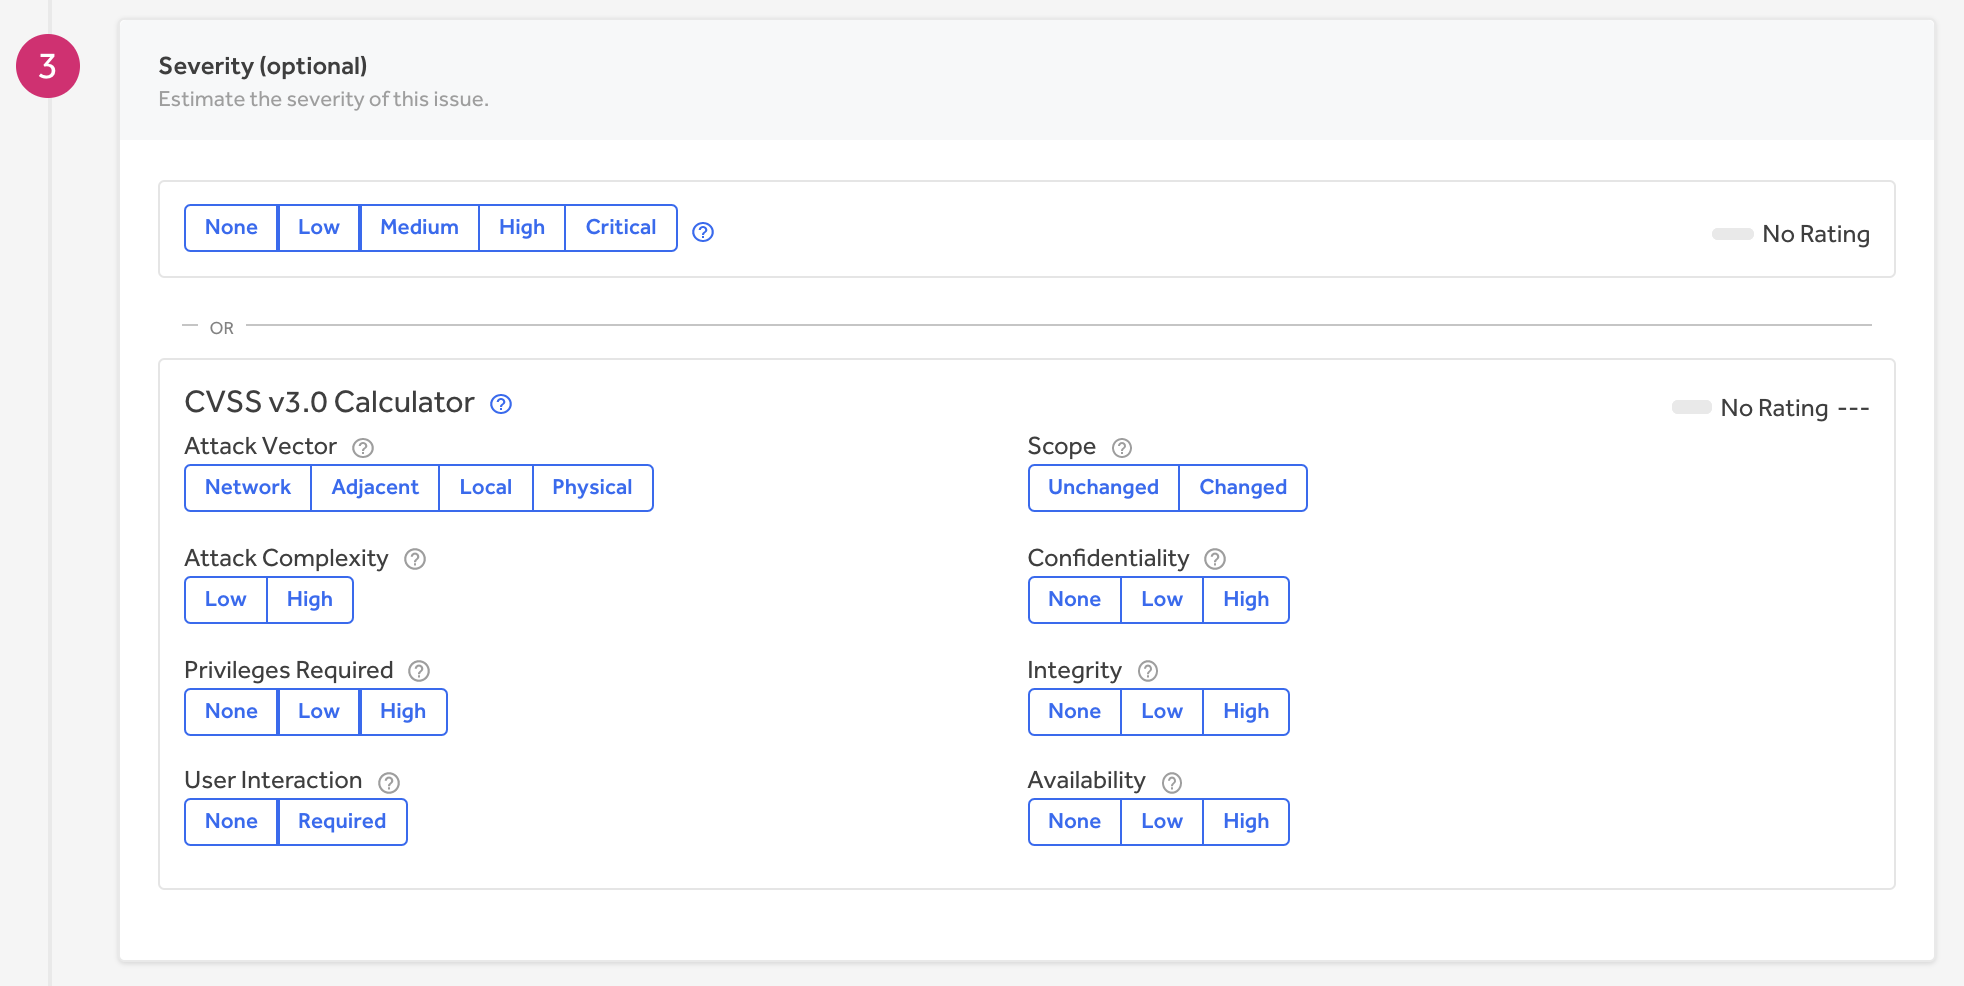 3
Severity (optional)
Estimate the severity of this issue.
None Low Medium High Critical ? No Rating
OR
CVSS v3.0 Calculator ? No Rating ---
Attack Vector ?
Network Adjacent Local Physical
Scope ?
Unchanged Changed
Attack Complexity ?
Low High
Confidentiality ?
None Low High
Privileges Required ?
None Low High
Integrity ?
None Low High
User Interaction ?
None Required
Availability ?
None Low High